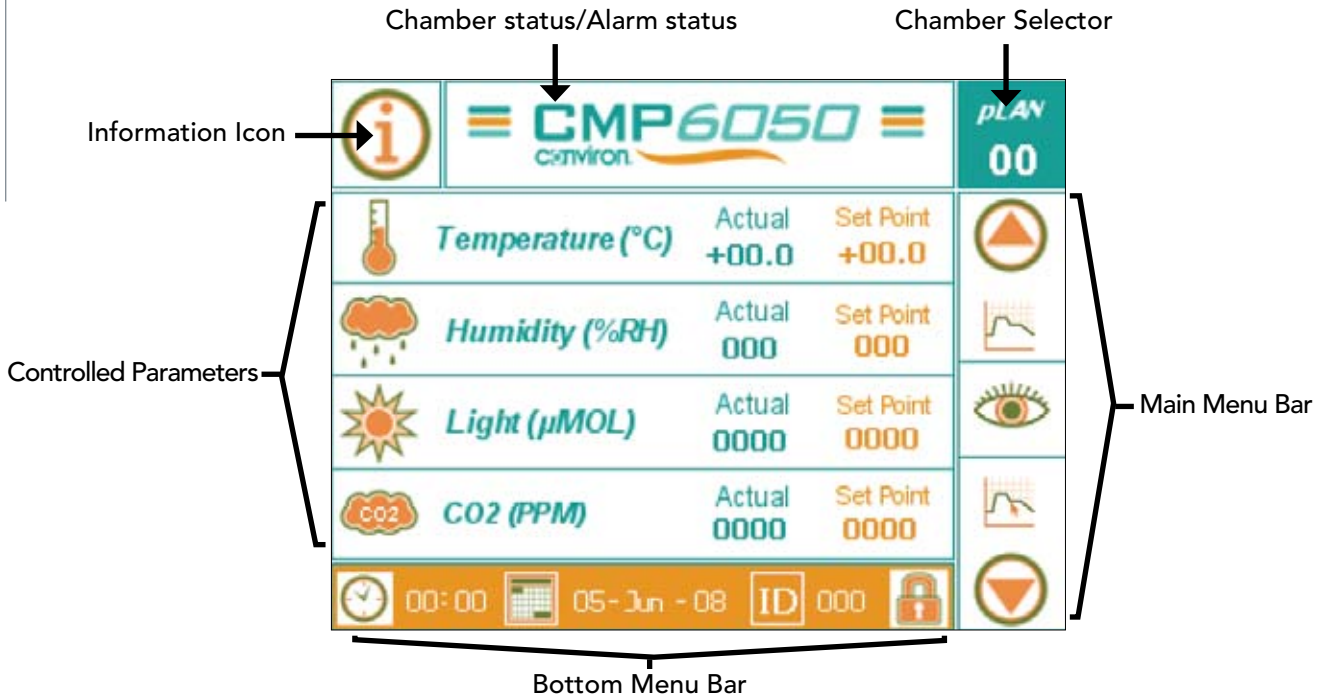 Chamber status/Alarm status
Chamber Selector
Information Icon
i
CMP6050
conviron
pLAN
00
Controlled Parameters
Temperature (°C)
Actual
Set Point
+00.0
+00.0
Humidity (%RH)
Actual
Set Point
000
000
Light (μMOL)
Actual
Set Point
0000
0000
CO2
CO2 (PPM)
Actual
Set Point
0000
0000
Main Menu Bar
00:00
05-Jun-08
ID
000
Bottom Menu Bar